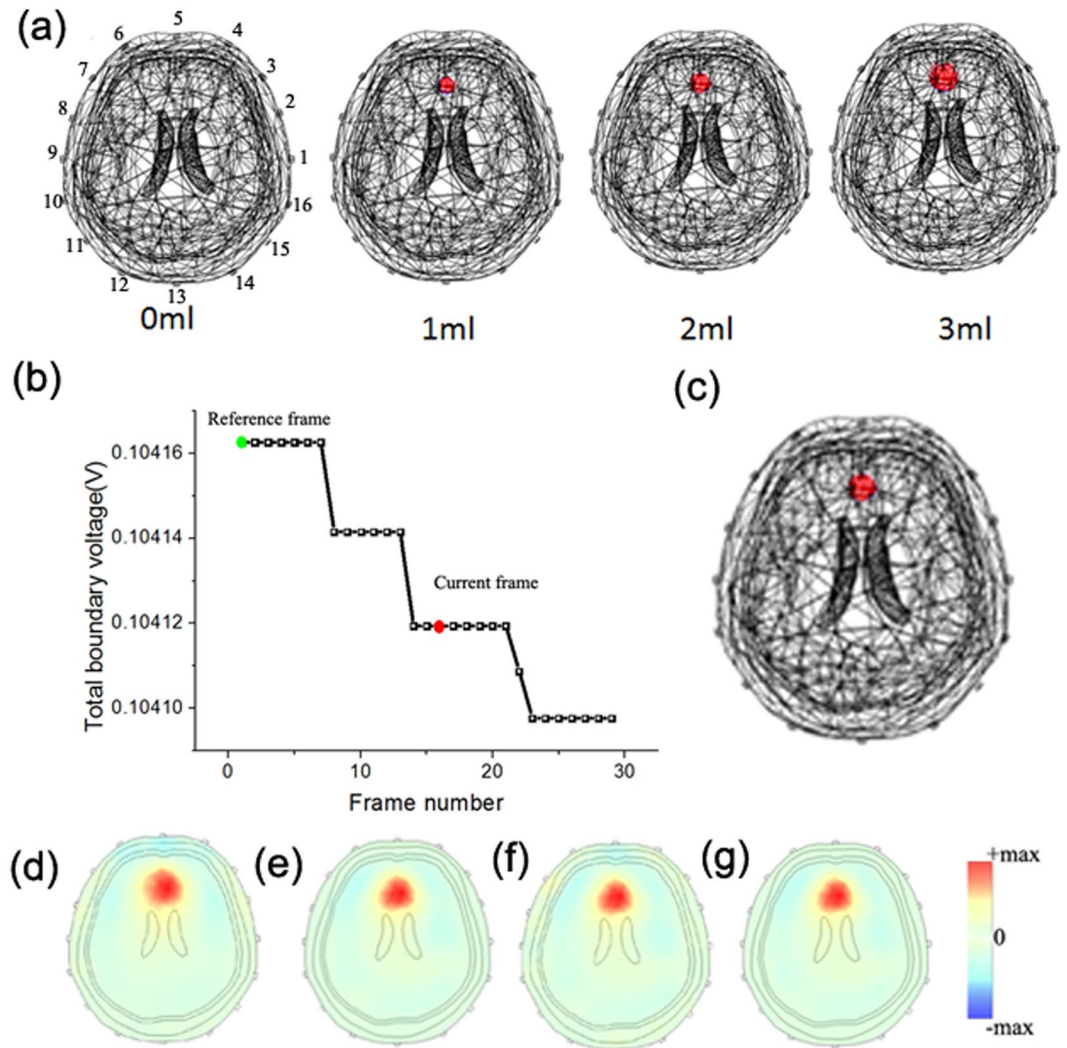 (a)
5
6
4
7
3
8
2
9
1
10
16
11
15
12
14
13
0ml
1ml
2ml
3ml
(b)
Reference frame
Current frame
0.10416
0.10414
0.10412
0.10410
Total boundary voltage(V)
0
10
20
30
Frame number
(c)
(d)
(e)
(f)
(g)
+max
0
-max